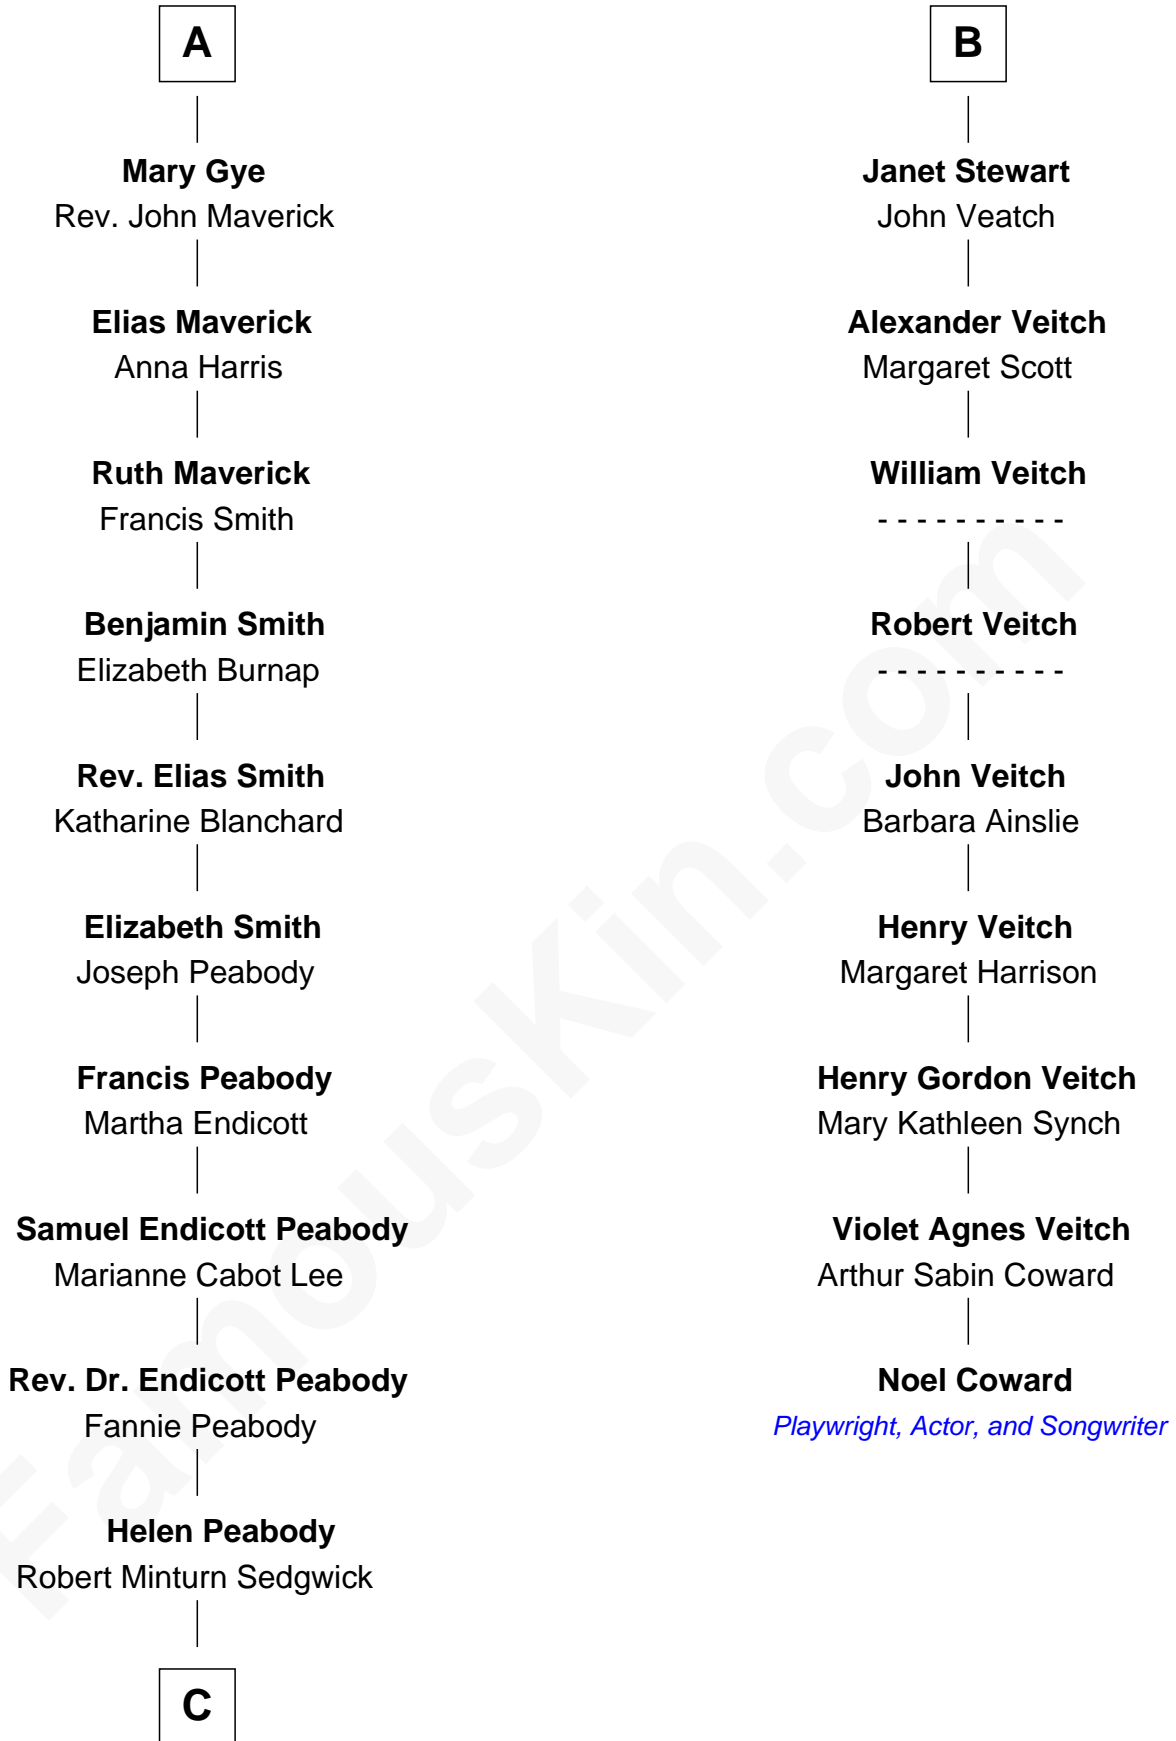 A
Mary Gye
Rev. John Maverick
Elias Maverick
Anna Harris
Ruth Maverick
Francis Smith
Benjamin Smith
Elizabeth Burnap
Rev. Elias Smith
Katharine Blanchard
Elizabeth Smith
Joseph Peabody
Francis Peabody
Martha Endicott
Samuel Endicott Peabody
Marianne Cabot Lee
Rev. Dr. Endicott Peabody
Fannie Peabody
Helen Peabody
Robert Minturn Sedgwick
C
B
Janet Stewart
John Veatch
Alexander Veitch
Margaret Scott
William Veitch
- - - - - - - - - -
Robert Veitch
- - - - - - - - - -
John Veitch
Barbara Ainslie
Henry Veitch
Margaret Harrison
Henry Gordon Veitch
Mary Kathleen Synch
Violet Agnes Veitch
Arthur Sabin Coward
Noel Coward
Playwright, Actor, and Songwriter
FamousKin.com